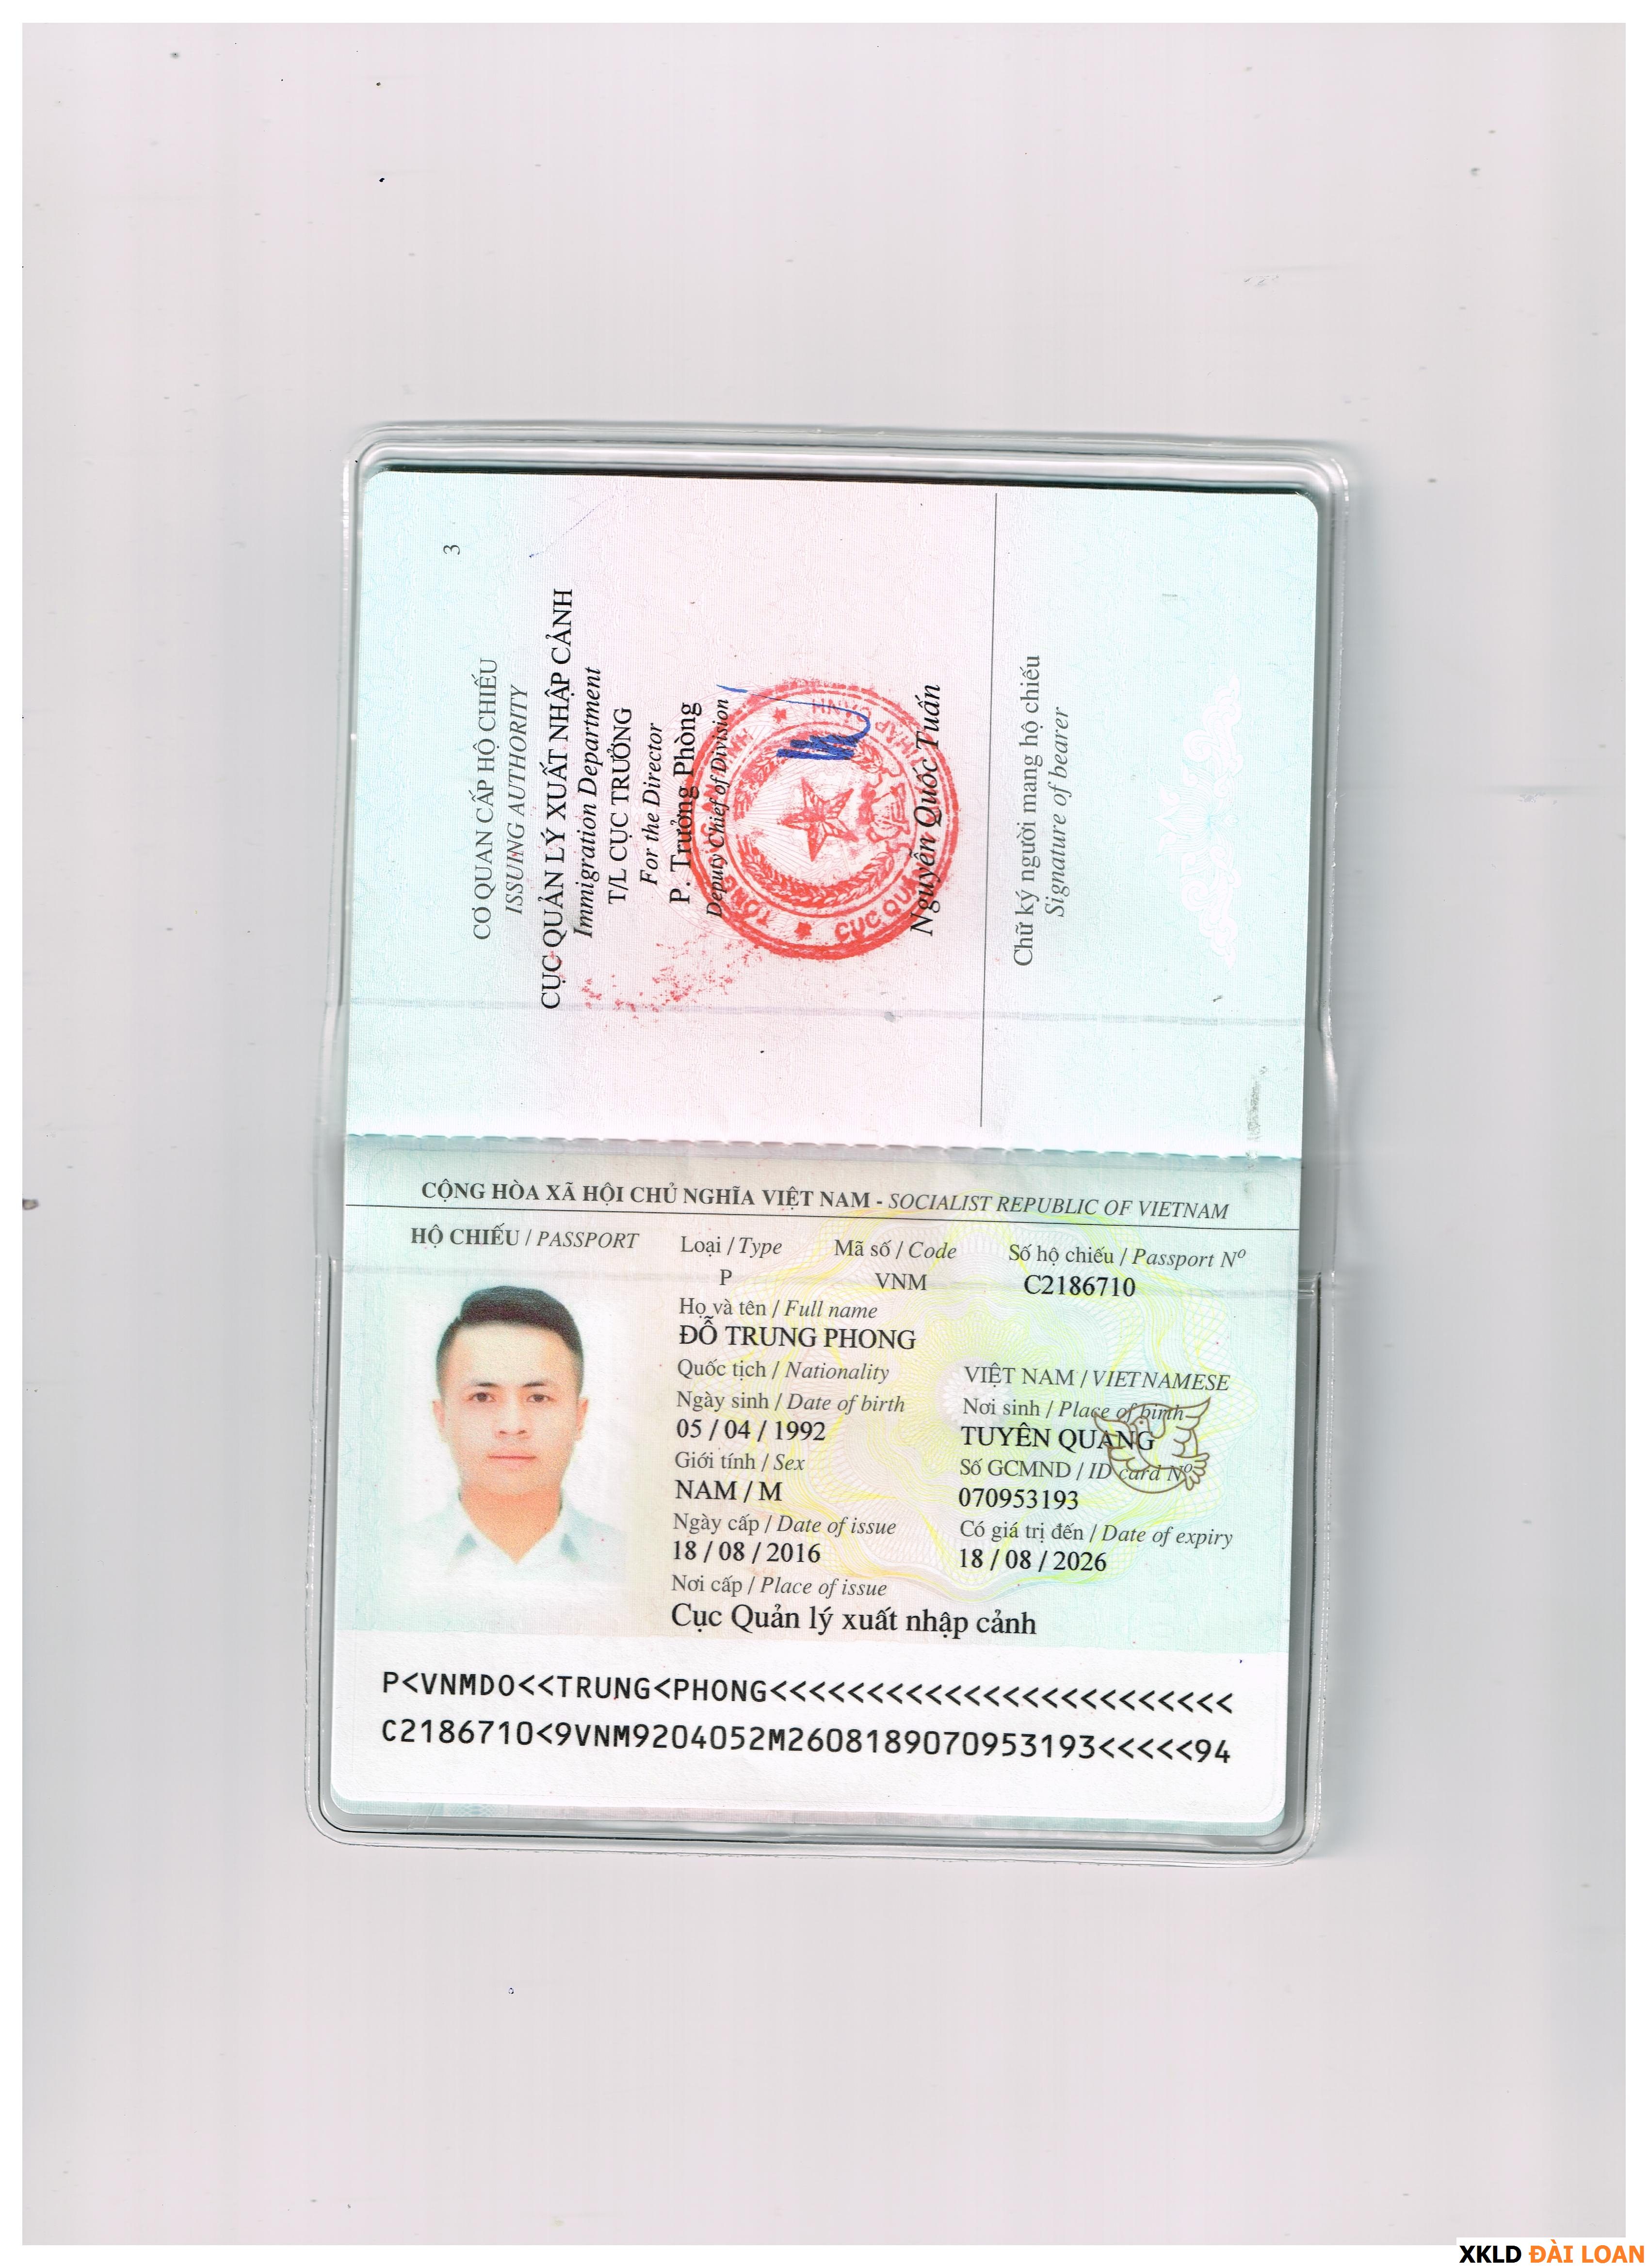 3
CƠ QUAN CẤP HỘ CHIẾU
ISSUING AUTHORITY
CỤC QUẢN LÝ XUẤT NHẬP CẢNH
Immigration Department
T/L CỤC TRƯỞNG
For the Director
P. Trưởng Phòng
Deputy Chief of Division
CỤC QUẢN
Nguyễn Quốc Tuấn
Chữ ký người mang hộ chiếu
Signature of bearer
CỘNG HÒA XÃ HỘI CHỦ NGHĨA VIỆT NAM - SOCIALIST REPUBLIC OF VIETNAM
HỘ CHIẾU / PASSPORT
Loại / Type Mã số / Code Số hộ chiếu / Passport Nº
P VNM C2186710
Họ và tên / Full name
ĐỖ TRUNG PHONG
Quốc tịch / Nationality VIỆT NAM / VIETNAMESE
Ngày sinh / Date of birth Nơi sinh / Place of birth
05 / 04 / 1992 TUYÊN QUANG
Giới tính / Sex Số GCMND / ID card Nº
NAM / M 070953193
Ngày cấp / Date of issue Có giá trị đến / Date of expiry
18 / 08 / 2016 18 / 08 / 2026
Nơi cấp / Place of issue
Cục Quản lý xuất nhập cảnh
P<VNMDO<<TRUNG<PHONG<<<<<<<<<<<<<<<<<<<<<<<<
C2186710<9VNM9204052M2608189070953193<<<<<94
XKLD ĐÀI LOAN